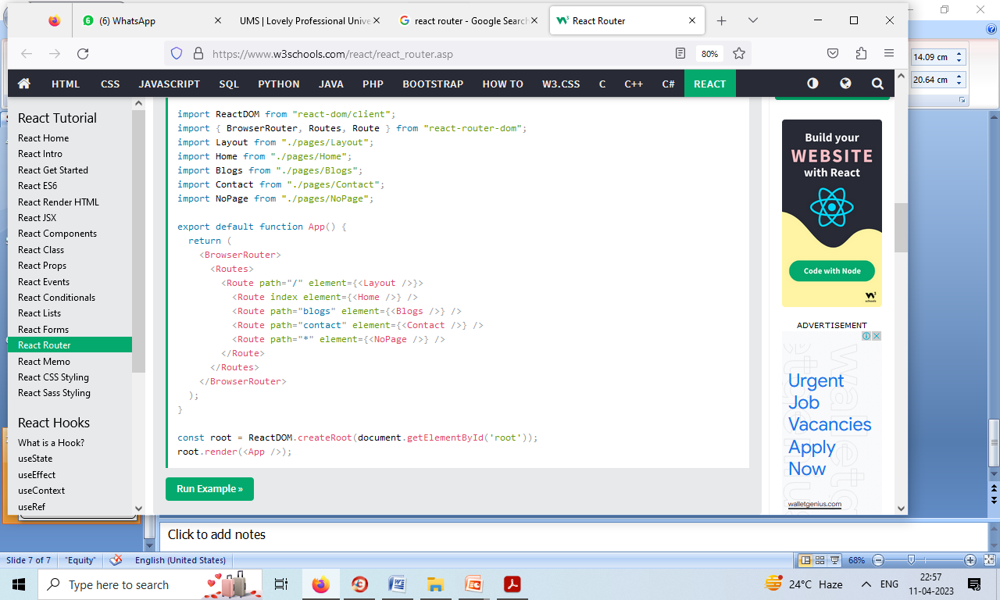 (6) WhatsApp
UMS | Lovely Professional Unive
react router - Google Search
React Router
https://www.w3schools.com/react/react_router.asp
80%
HTML CSS JAVASCRIPT SQL PYTHON JAVA PHP BOOTSTRAP HOW TO W3.CSS C C++ C# REACT
14.09 cm
20.64 cm
React Tutorial
React Home
React Intro
React Get Started
React ES6
React Render HTML
React JSX
React Components
React Class
React Props
React Events
React Conditionals
React Lists
React Forms
React Router
React Memo
React CSS Styling
React Sass Styling
React Hooks
What is a Hook?
useState
useEffect
useContext
useRef
import ReactDOM from "react-dom/client";
import { BrowserRouter, Routes, Route } from "react-router-dom";
import Layout from "./pages/Layout";
import Home from "./pages/Home";
import Blogs from "./pages/Blogs";
import Contact from "./pages/Contact";
import NoPage from "./pages/NoPage";
export default function App() {
return (
<BrowserRouter>
<Routes>
<Route path="/" element={<Layout />}>
<Route index element={<Home />} />
<Route path="blogs" element={<Blogs />} />
<Route path="contact" element={<Contact />} />
<Route path="*" element={<NoPage />} />
</Route>
</Routes>
</BrowserRouter>
);
}
const root = ReactDOM.createRoot(document.getElementById('root'));
root.render(<App />);
Run Example »
Build your
WEBSITE
with React
Code with Node
schools
ADVERTISEMENT
Urgent
Job
Vacancies
Apply
Now
walletgenius.com
Click to add notes
Slide 7 of 7
"Equity"
English (United States)
68%
Type here to search
24°C Haze
ENG
22:57
11-04-2023